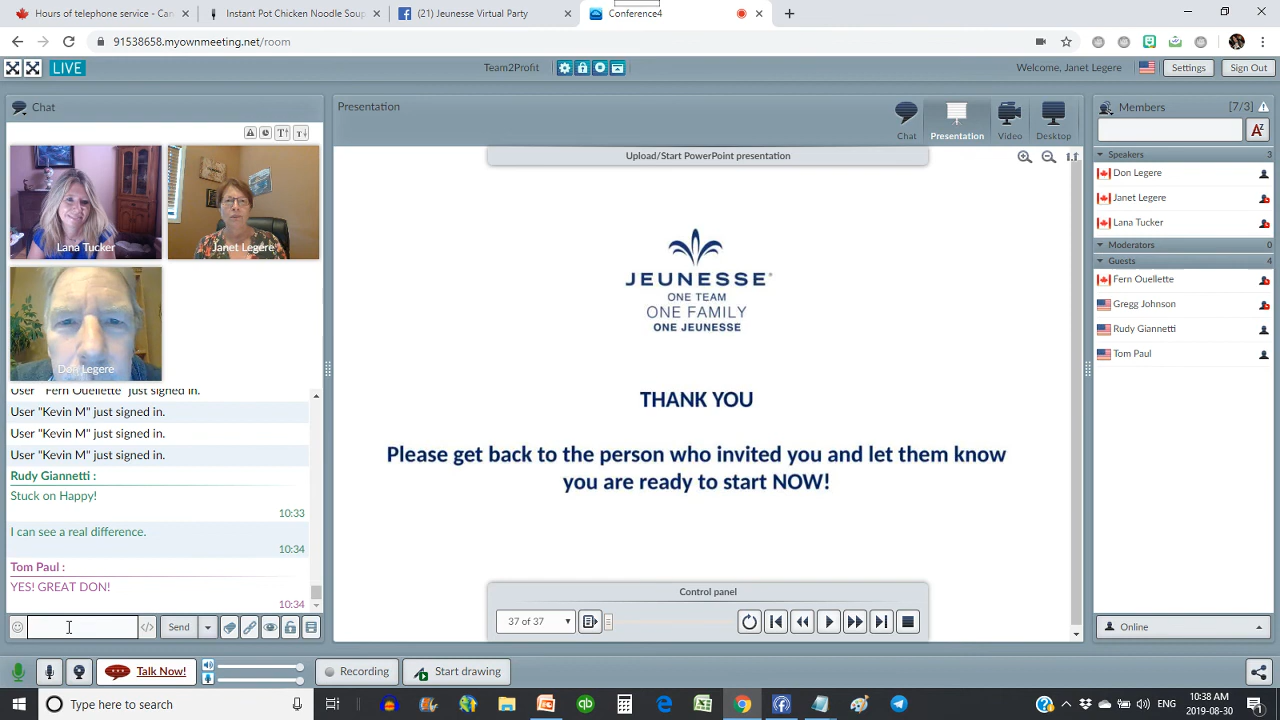 Hours of telephone service - Can
Instant Pot Chicken Noodle Soup
(21) Jeunesse Virtual Party
Conference4
91538658.myownmeeting.net/room
LIVE
Team2Profit
Welcome, Janet Legere
Settings
Sign Out
Chat
Lana Tucker
Janet Legere
Don Legere
User "Fern Ouellette" just signed in.
User "Kevin M" just signed in.
User "Kevin M" just signed in.
User "Kevin M" just signed in.
Rudy Giannetti :
Stuck on Happy!
10:33
I can see a real difference.
10:34
Tom Paul :
YES! GREAT DON!
10:34
Send
Presentation
Chat
Presentation
Video
Desktop
Upload/Start PowerPoint presentation
1:1
JEUNESSE®
ONE TEAM
ONE FAMILY
ONE JEUNESSE
THANK YOU
Please get back to the person who invited you and let them know
you are ready to start NOW!
Control panel
37 of 37
Members
[7/3]
Speakers 3
Don Legere
Janet Legere
Lana Tucker
Moderators 0
Guests 4
Fern Ouellette
Gregg Johnson
Rudy Giannetti
Tom Paul
Online
Talk Now!
Recording
Start drawing
Type here to search
ENG
10:38 AM
2019-08-30